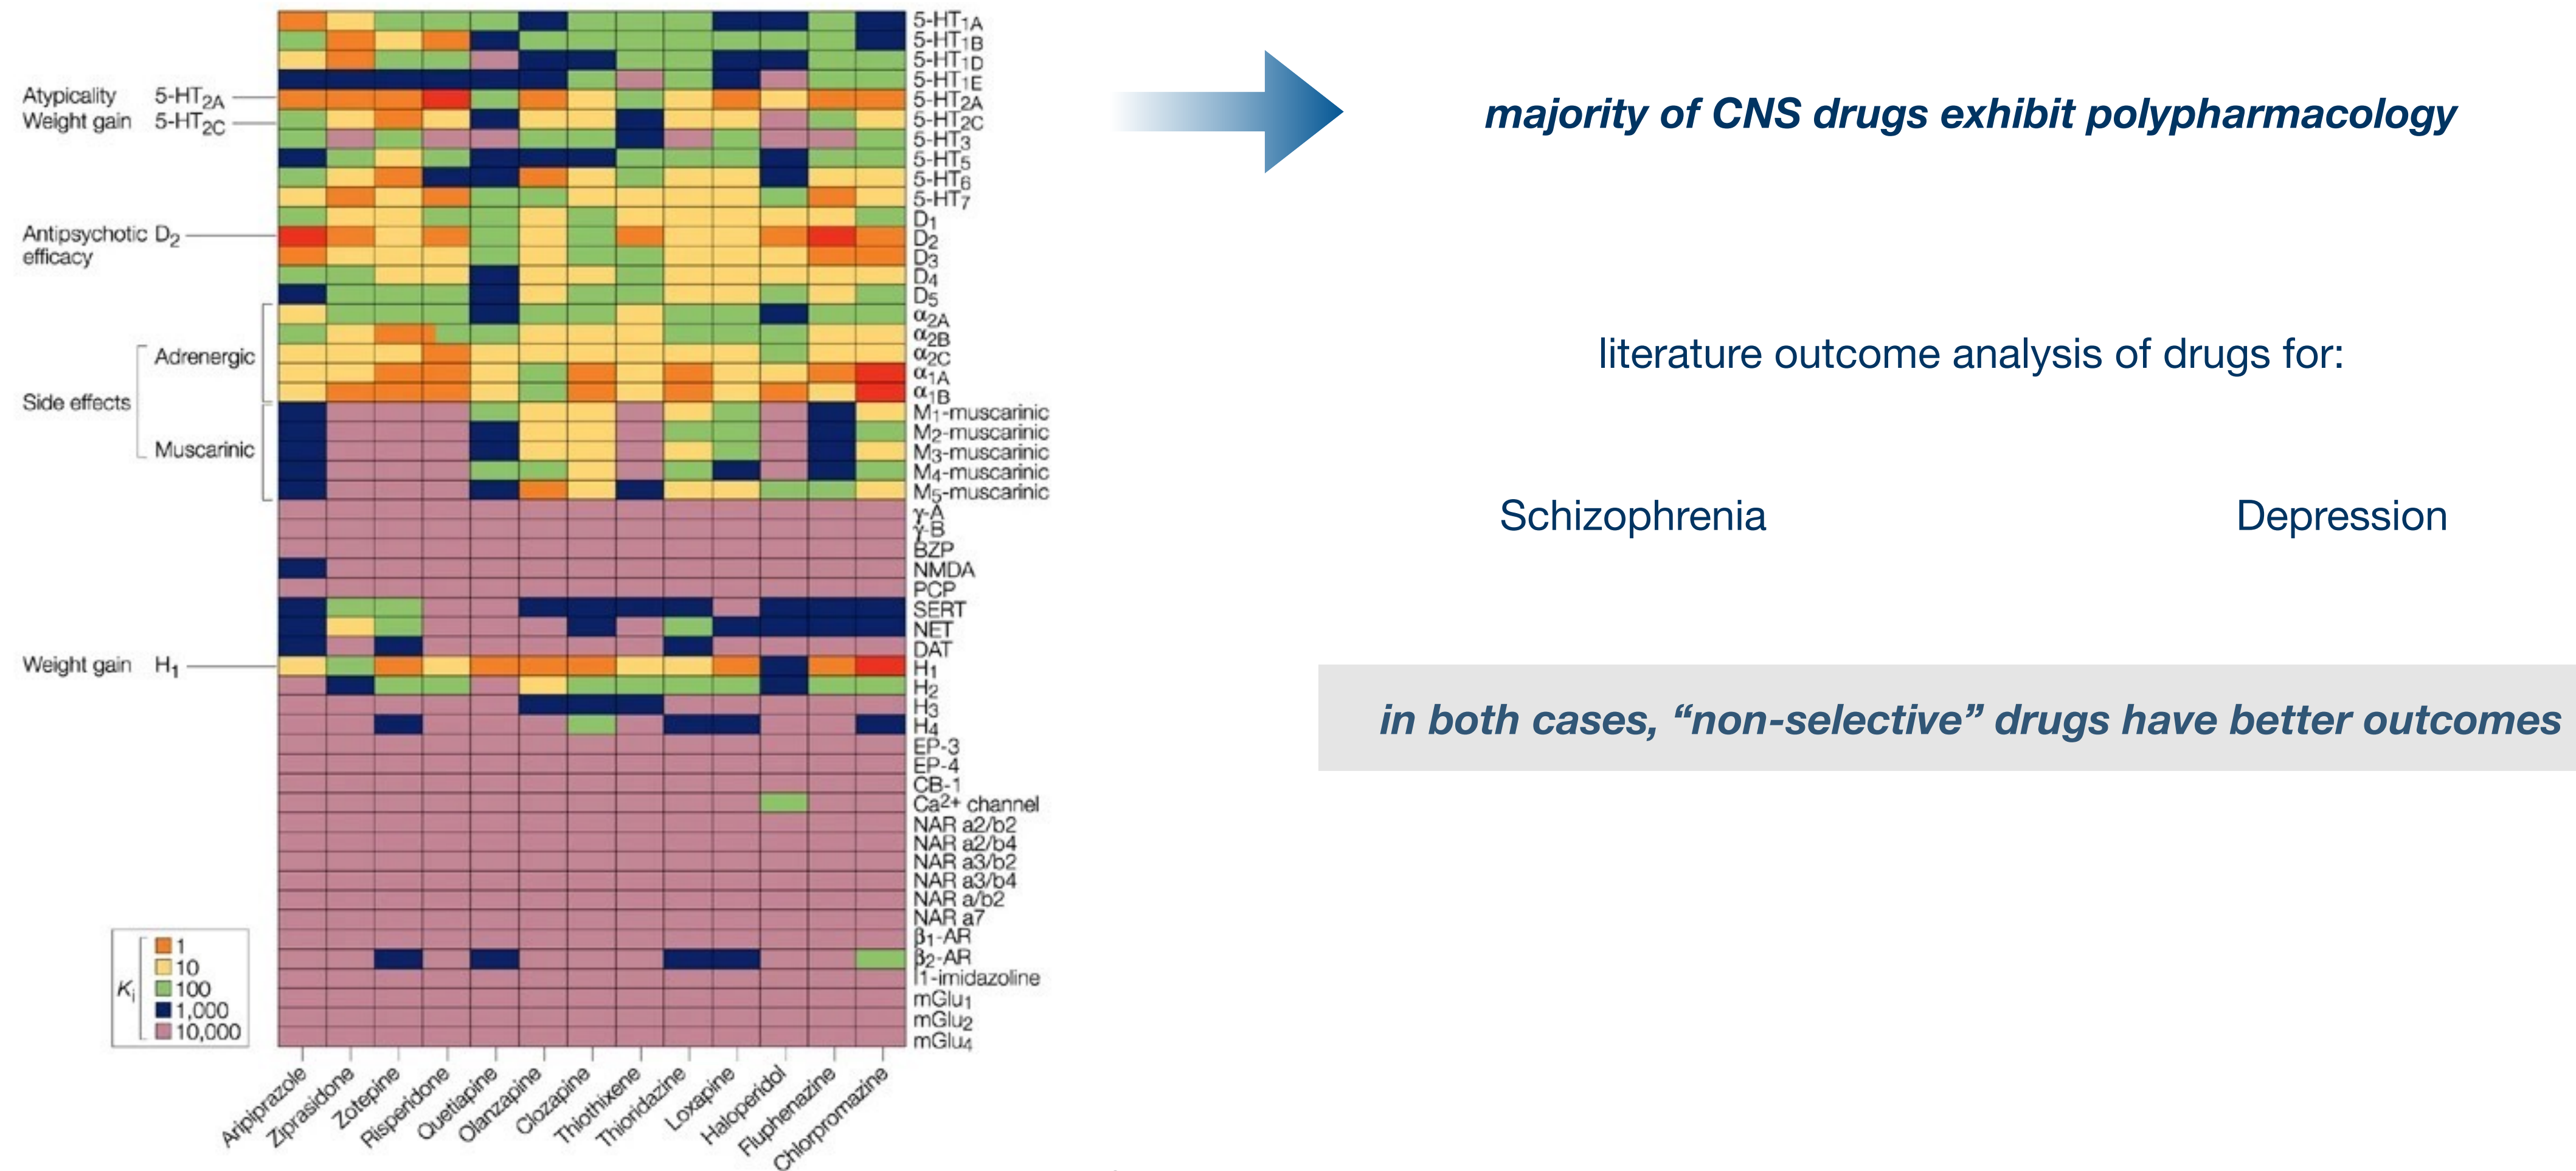 5-HT1A
5-HT1B
5-HT1D
5-HT1E
Atypicality 5-HT2A
5-HT2A
Weight gain 5-HT2C
5-HT2C
5-HT3
5-HT5
5-HT6
5-HT7
D1
Antipsychotic D2
efficacy
D2
D3
D4
D5
α2A
α2B
α2C
α1A
α1B
Adrenergic
Side effects
Muscarinic
M1-muscarinic
M2-muscarinic
M3-muscarinic
M4-muscarinic
M5-muscarinic
γ-A
γ-B
BZP
NMDA
PCP
SERT
NET
DAT
Weight gain H1
H1
H2
H3
H4
EP-3
EP-4
CB-1
Ca2+ channel
NAR a2/b2
NAR a2/b4
NAR a3/b2
NAR a3/b4
NAR a/b2
NAR a7
β1-AR
β2-AR
I1-imidazoline
mGlu1
mGlu2
mGlu4
Ki
1
10
100
1,000
10,000
Aripiprazole
Ziprasidone
Zotepine
Risperidone
Quetiapine
Olanzapine
Clozapine
Thiothixene
Thioridazine
Loxapine
Haloperidol
Fluphenazine
Chlorpromazine
majority of CNS drugs exhibit polypharmacology
literature outcome analysis of drugs for:
Schizophrenia
Depression
in both cases, “non-selective” drugs have better outcomes